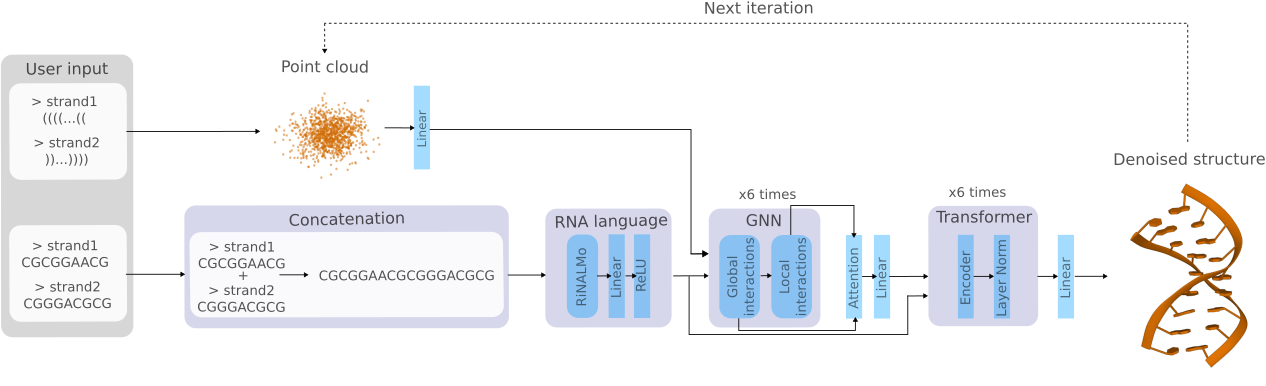 Next iteration
User input
> strand1
((((...((
> strand2
))...))))
> strand1
CGCGGAACG
> strand2
CGGGACGCG
Point cloud
Linear
Concatenation
> strand1
CGCGGAACG
+
> strand2
CGGGACGCG
CGCGGAACGCGGGACGCG
RNA language
RiNALMo
Linear
ReLU
x6 times
GNN
Global
interactions
Local
interactions
Attention
Linear
x6 times
Transformer
Encoder
Layer Norm
Linear
Denoised structure